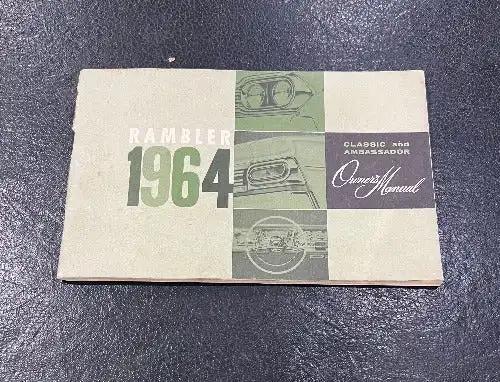 RAMBLER
1964
CLASSIC and
AMBASSADOR
Owner's Manual